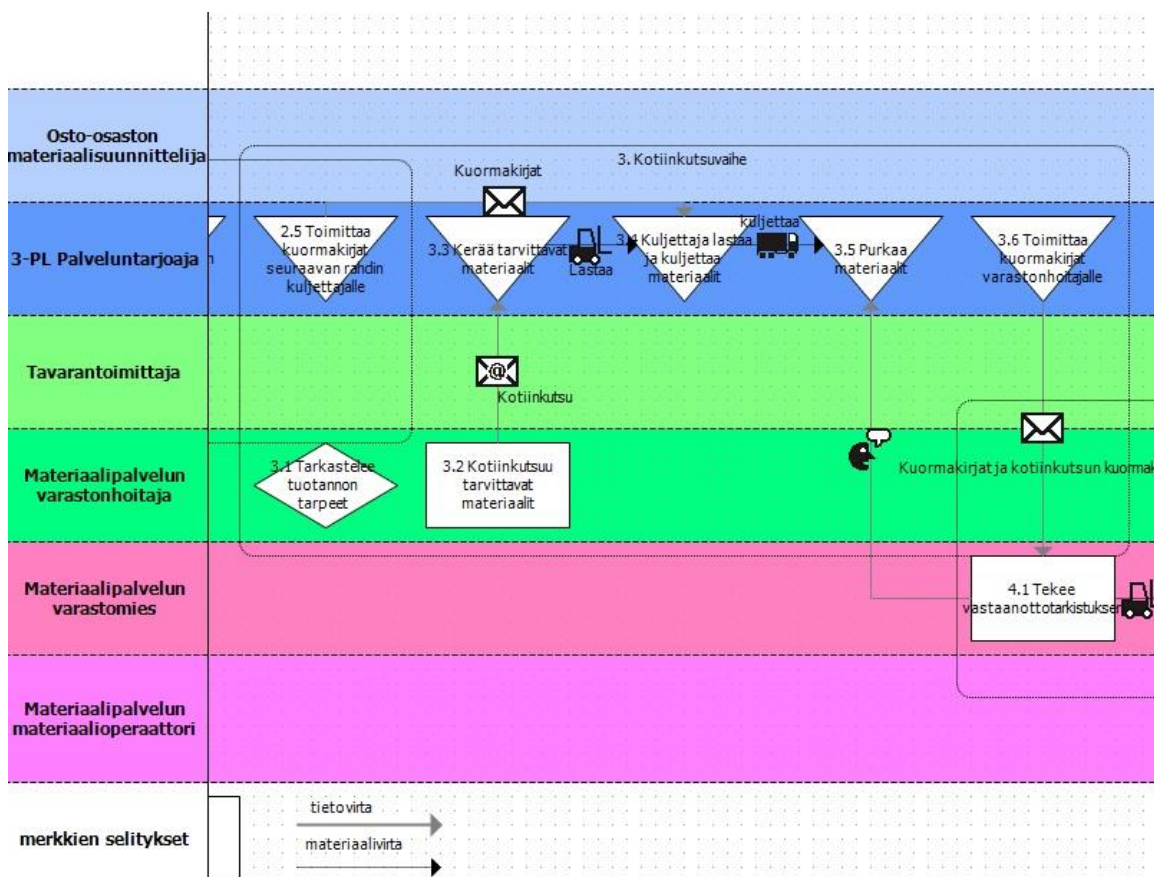 Osto-osaston
materiaalisuunnittelija
3. Kotiinkutsuvaihe
Kuormakirjat
3-PL Palveluntarjoaja
2.5 Toimittaa
kuormakirjat
seuraavan rahdin
kuljettajalle
3.3 Kerää tarvittavat
materiaalit
Lastaa
3.4 Kuljettaja lastaa
ja kuljettaa
materiaalit
kuljettaa
3.5 Purkaa
materiaalit
3.6 Toimittaa
kuormakirjat
varastonhoitajalle
Tavarantoimittaja
@
Kotiinkutsu
Materiaalipalvelun
varastonhoitaja
3.1 Tarkastelee
tuotannon
tarpeet
3.2 Kotiinkutsuu
tarvittavat
materiaalit
Kuormakirjat ja kotiinkutsun kuormak
Materiaalipalvelun
varastomies
4.1 Tekee
vastaanottotarkistuksen
Materiaalipalvelun
materiaalioperaattori
merkkien selitykset
tietovirta
materiaalivirta